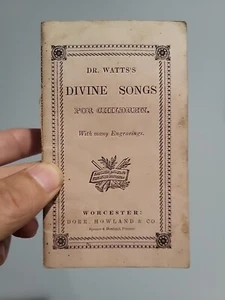 DR. WATTS'S
DIVINE SONGS
FOR CHILDREN.
With many Engravings.
WORCESTER:
DORR, HOWLAND & CO.